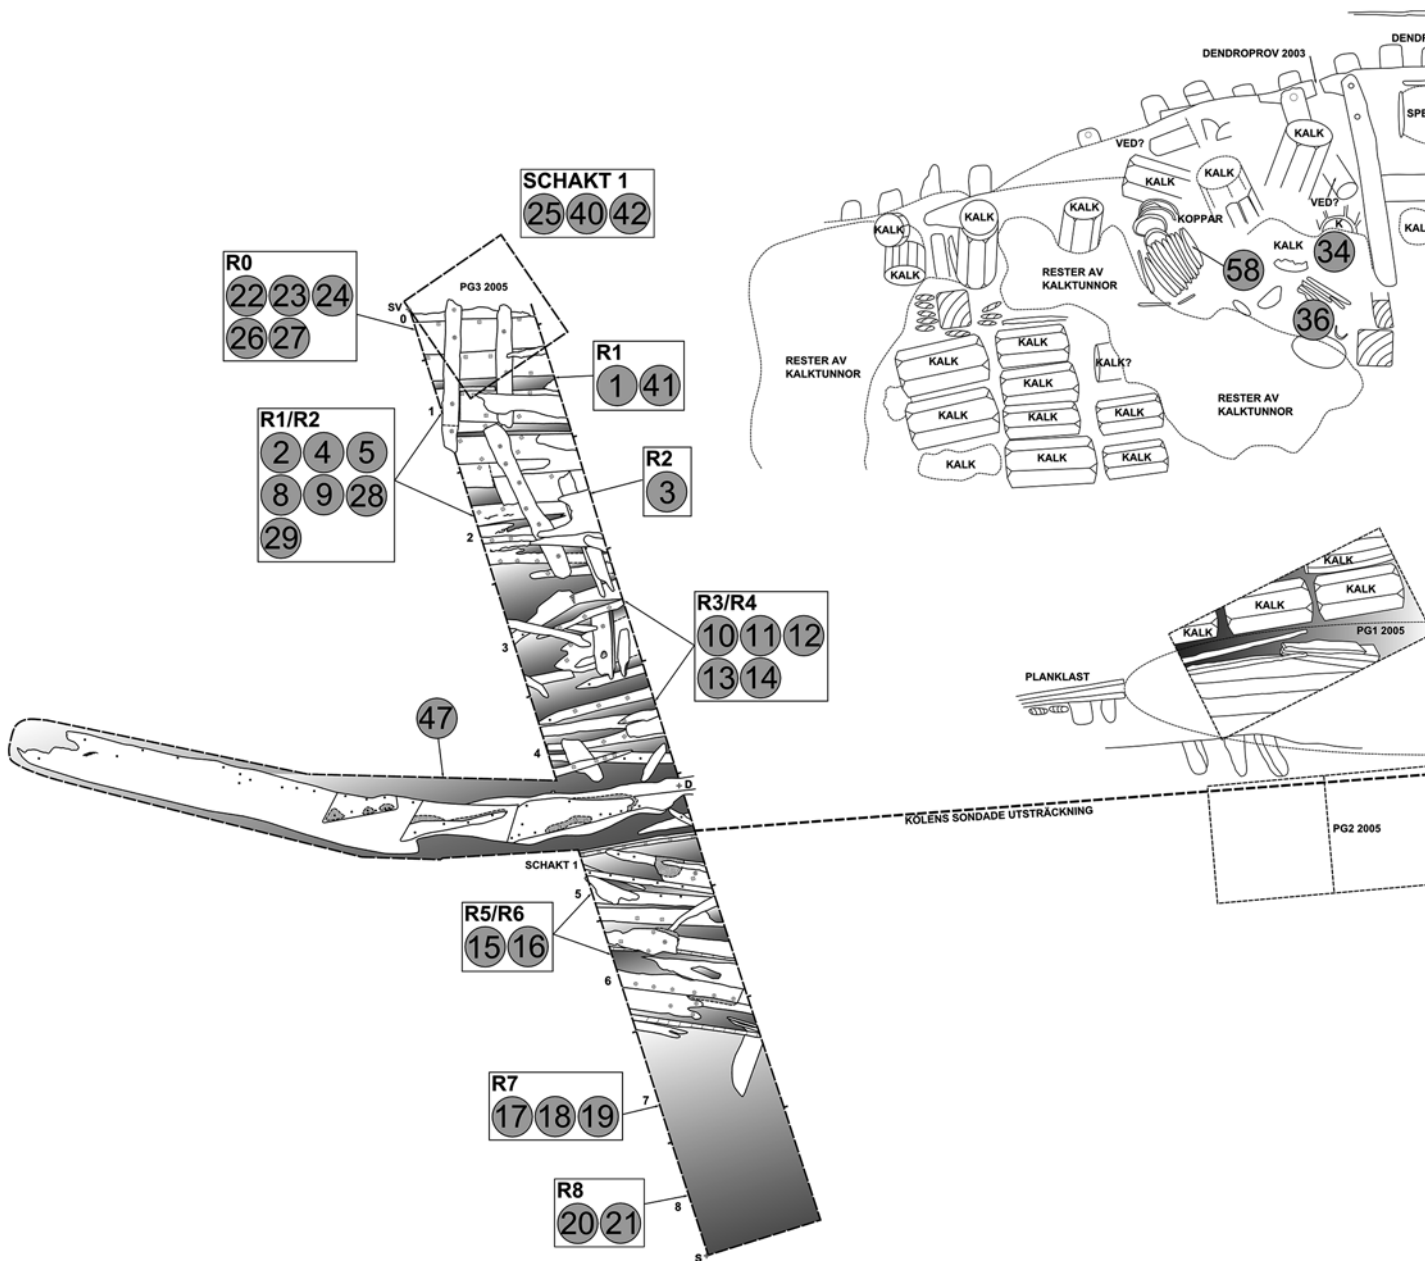 DENDR
DENDROPROV 2003
SPE
KALK
VED?
KALK
KALK
KALK
VED?
KALK
KALK
KALK
KOPPAR
K
KAL
KALK
34
KALK
58
RESTER AV
KALKTUNNOR
36
RESTER AV
KALKTUNNOR
KALK
KALK
KALK?
KALK
RESTER AV
KALKTUNNOR
KALK
KALK
KALK
KALK
KALK
KALK
SCHAKT 1
25 40 42
R0
22 23 24
26 27
PG3 2005
SV
0
R1
1 41
1
R1/R2
2 4 5
8 9 28
29
R2
3
2
R3/R4
10 11 12
13 14
3
KALK
KALK
KALK
KALK
PG1 2005
PLANKLAST
47
4
D
KÖLENS SONDADE UTSTRÄCKNING
PG2 2005
SCHAKT 1
5
R5/R6
15 16
6
R7
17 18 19
7
R8
20 21
8
S